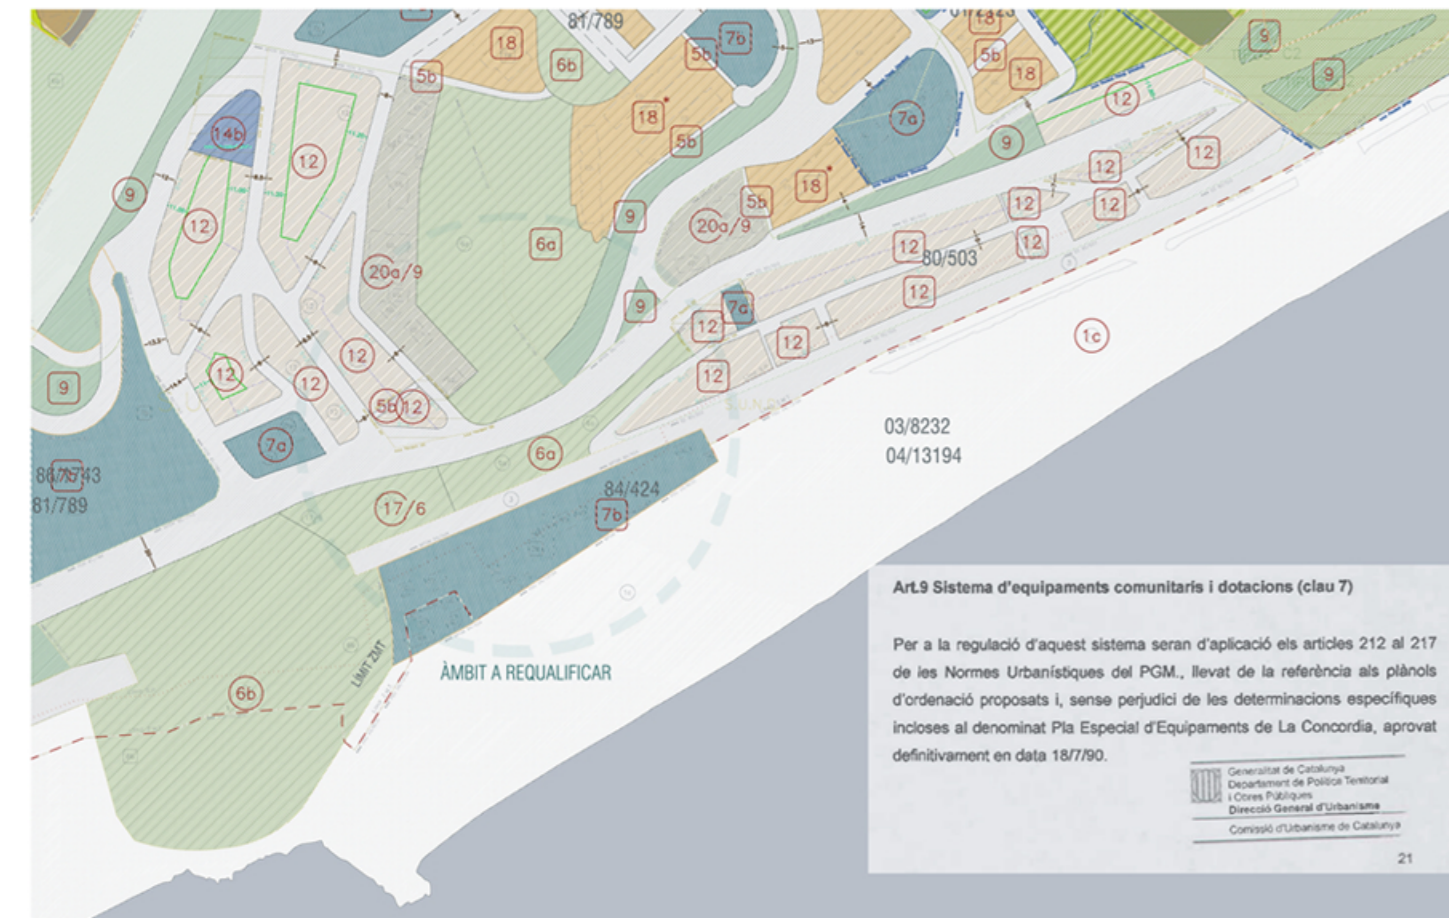 81/789
18
7b
5b
18
6b
5b
18
9
9
5b
18
12
14b
12
18*
5b
7a
9
12
12
9
12
5b
18*
12
12
12
9
20a/9
6a
12
12
20a/9
80/503
9
7a
12
12
12
12
1c
12
9
12
12
12
5b
12
03/8232
04/13194
7a
6a
86/1743
7b
81/789
84/424
7b
17/6
LÍMIT ZMT
ÀMBIT A REQUALIFICAR
6b
Art.9 Sistema d'equipaments comunitaris i dotacions (clau 7)
Per a la regulació d'aquest sistema seran d'aplicació els articles 212 al 217
de les Normes Urbanístiques del PGM., llevat de la referència als plànols
d'ordenació proposats i, sense perjudici de les determinacions específiques
incloses al denominat Pla Especial d'Equipaments de La Concordia, aprovat
definitivament en data 18/7/90.
Generalitat de Catalunya
Departament de Política Territorial
i Obres Públiques
Direcció General d'Urbanisme
Comissió d'Urbanisme de Catalunya
21